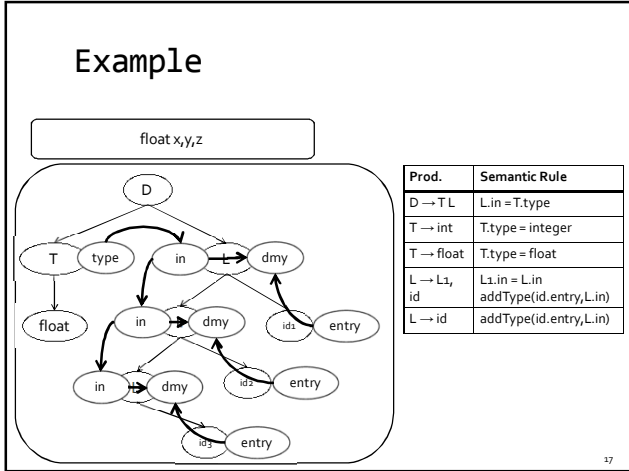 Example
float x,y,z
D
T type in L dmy
float in dmy id1 entry
in L dmy id2 entry
id3 entry
Prod. Semantic Rule
D → T L L.in = T.type
T → int T.type = integer
T → float T.type = float
L → L1, L1.in = L.in
id addType(id.entry,L.in)
L → id addType(id.entry,L.in)
17